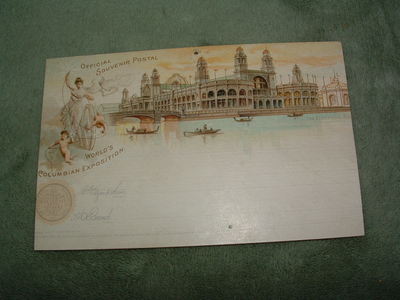 OFFICIAL
SOUVENIR POSTAL
WORLD'S
COLUMBIAN EXPOSITION